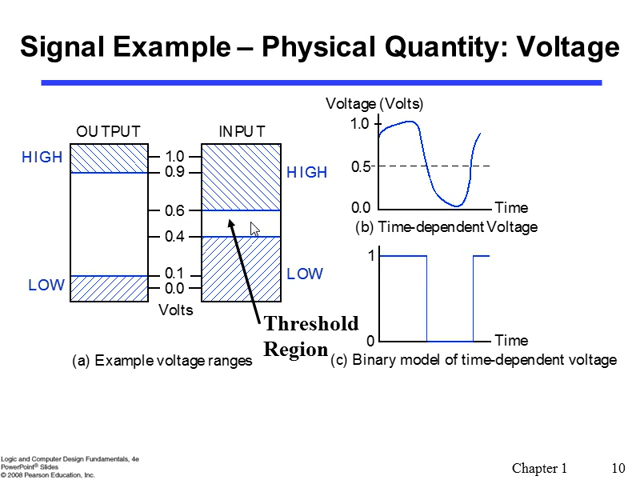 Signal Example – Physical Quantity: Voltage
OUTPUT
INPUT
HIGH
1.0
0.9
0.6
0.4
0.1
0.0
LOW
Volts
HIGH
LOW
Threshold
Region
(a) Example voltage ranges
Voltage (Volts)
1.0
0.5
0.0
Time
(b) Time-dependent Voltage
1
0
Time
(c) Binary model of time-dependent voltage
Logic and Computer Design Fundamentals, 4e
PowerPoint® Slides
© 2008 Pearson Education, Inc.
Chapter 1 10